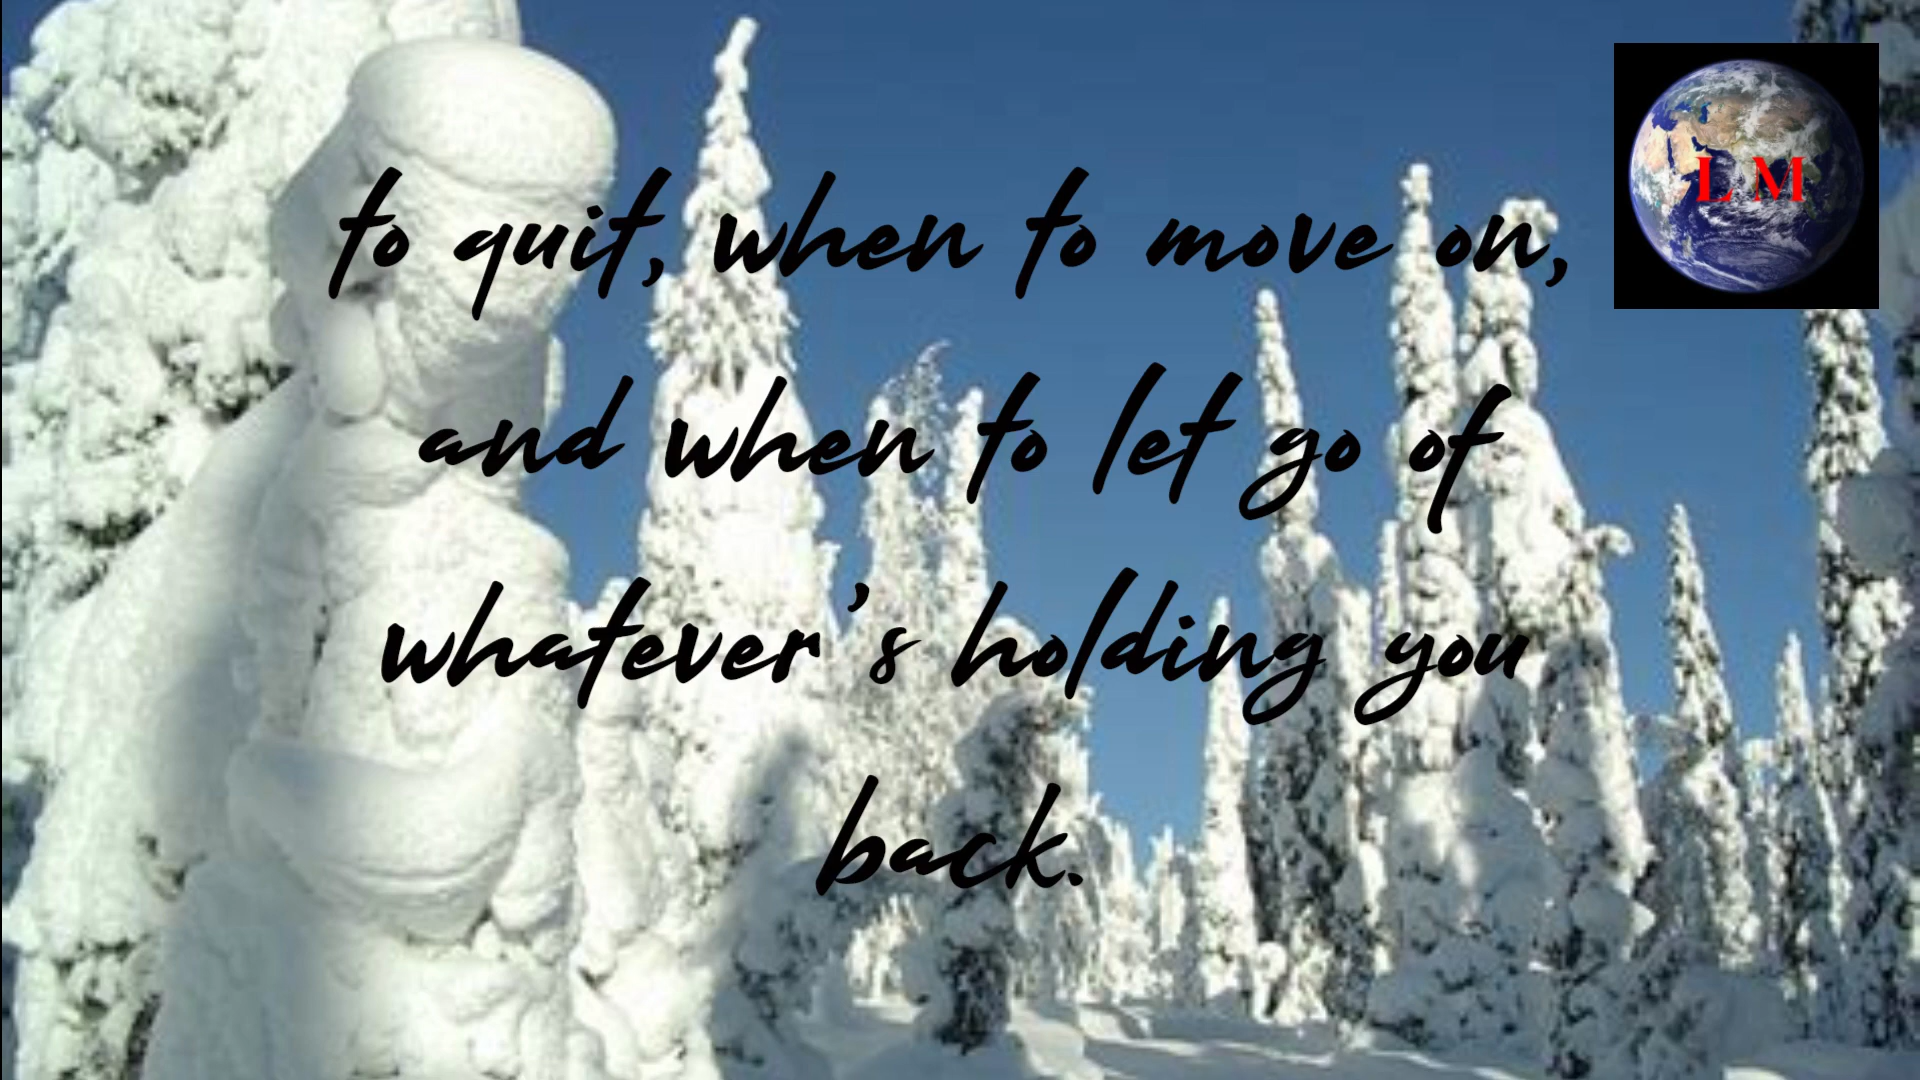 L M
to quit, when to move on,
and when to let go of
whatever's holding you
back.